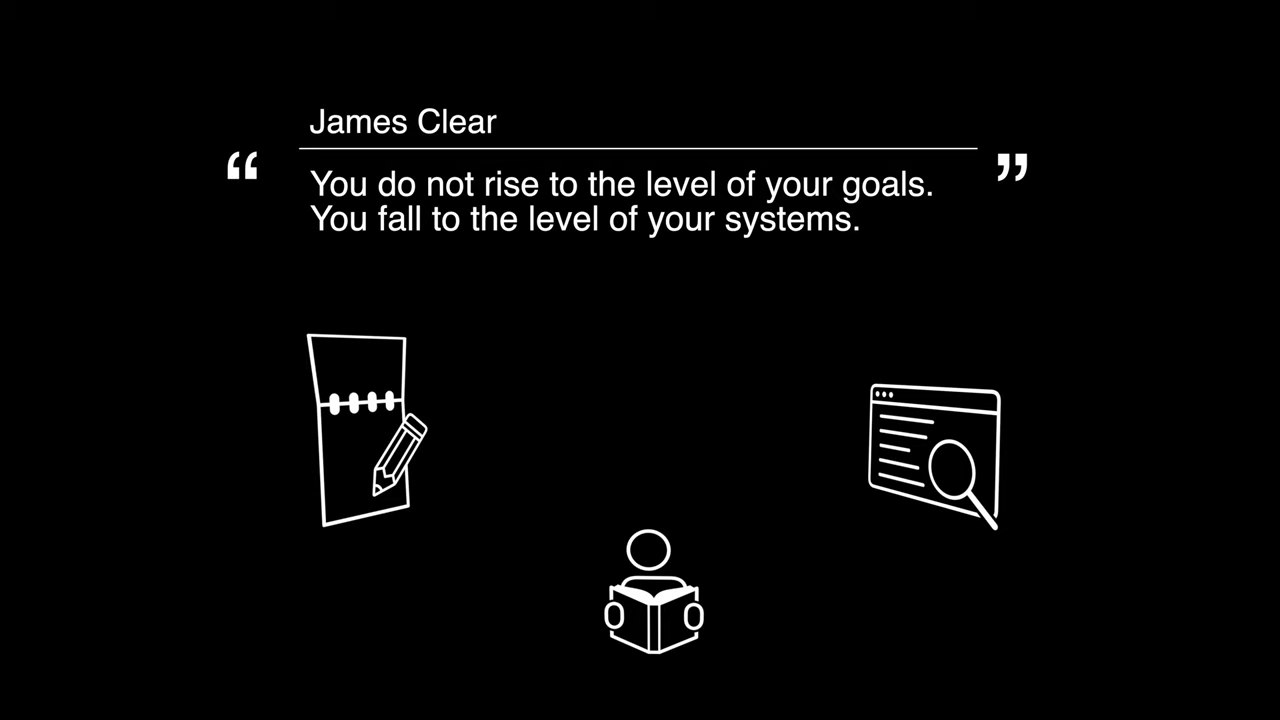 James Clear
“ You do not rise to the level of your goals. ”
You fall to the level of your systems.